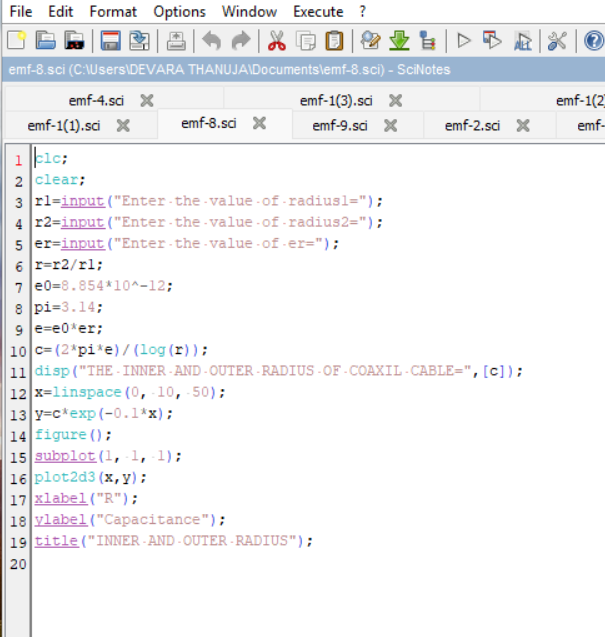 File Edit Format Options Window Execute ?
emf-8.sci (C:\Users\DEVARA THANUJA\Documents\emf-8.sci) - SciNotes
emf-4.sci emf-1(3).sci emf-1(2)
emf-1(1).sci emf-8.sci emf-9.sci emf-2.sci emf-
1 clc;
2 clear;
3 r1=input("Enter the value of radius1=");
4 r2=input("Enter the value of radius2=");
5 er=input("Enter the value of er=");
6 r=r2/r1;
7 e0=8.854*10^-12;
8 pi=3.14;
9 e=e0*er;
10 c=(2*pi*e)/(log(r));
11 disp("THE INNER AND OUTER RADIUS OF COAXIL CABLE=",[c]);
12 x=linspace(0, 10, 50);
13 y=c*exp(-0.1*x);
14 figure();
15 subplot(1, 1, 1);
16 plot2d3(x,y);
17 xlabel("R");
18 ylabel("Capacitance");
19 title("INNER AND OUTER RADIUS");
20